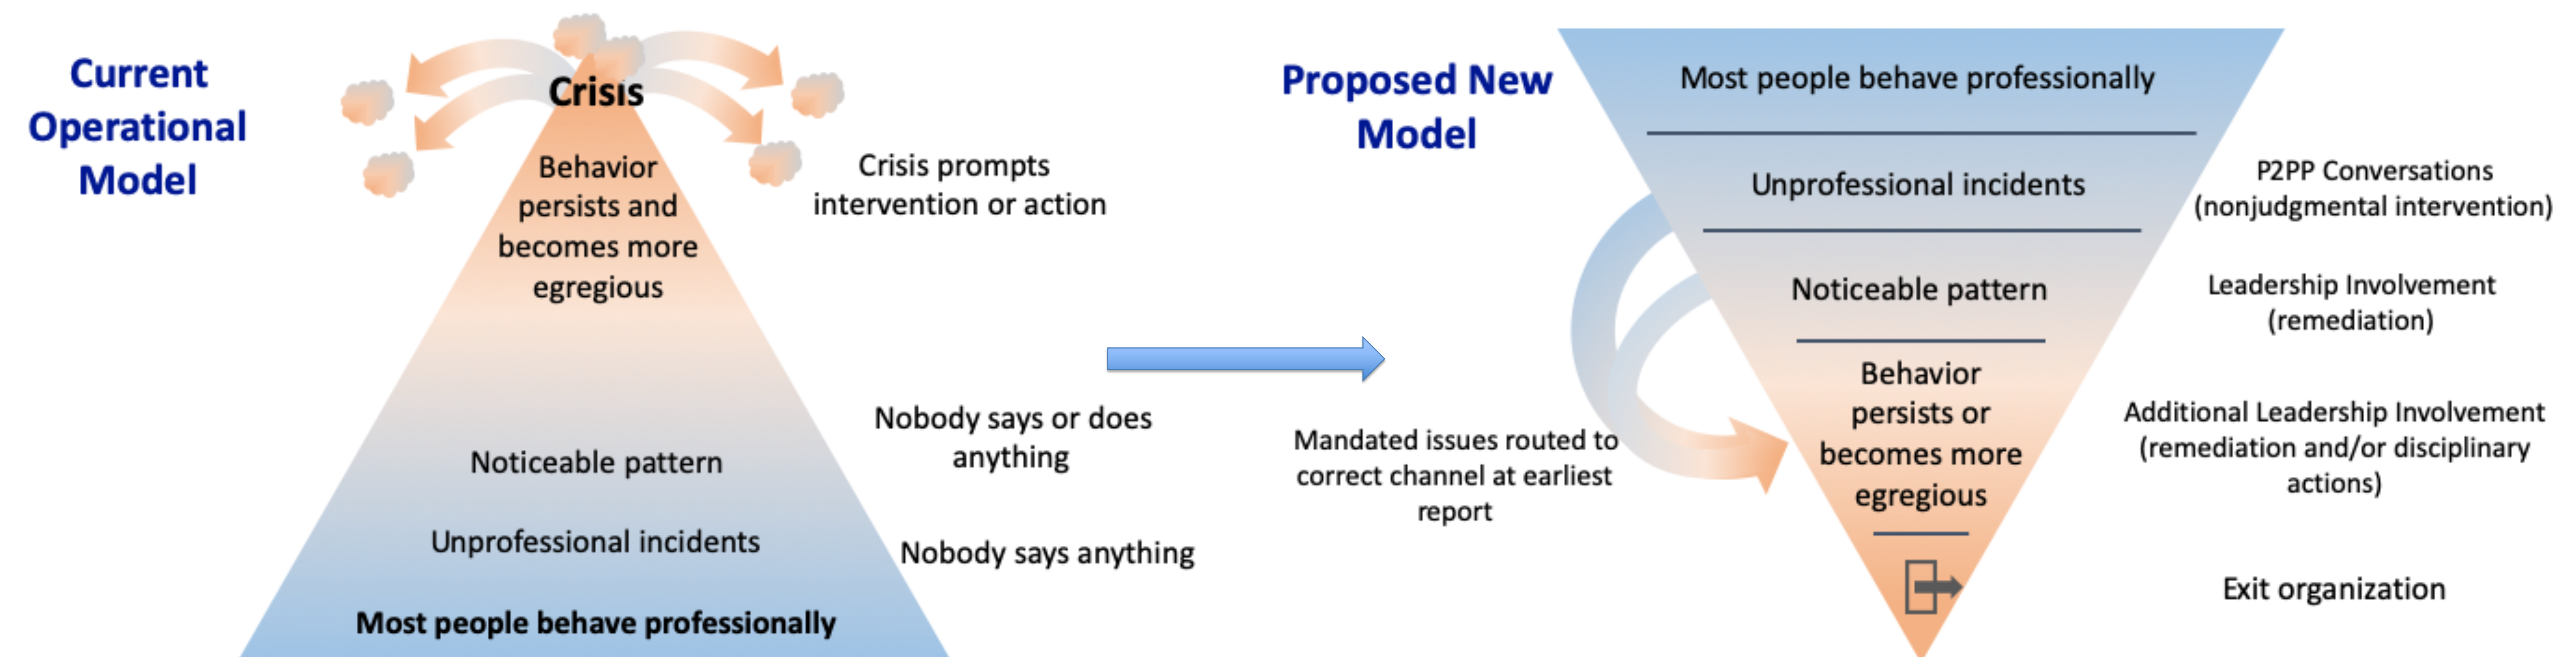 Current
Operational
Model
Crisis
Behavior
persists and
becomes more
egregious
Crisis prompts
intervention or action
Noticeable pattern
Nobody says or does
anything
Unprofessional incidents
Nobody says anything
Most people behave professionally
Proposed New
Model
Most people behave professionally
Unprofessional incidents
P2PP Conversations
(nonjudgmental intervention)
Noticeable pattern
Leadership Involvement
(remediation)
Mandated issues routed to
correct channel at earliest
report
Behavior
persists or
becomes more
egregious
Additional Leadership Involvement
(remediation and/or disciplinary
actions)
Exit organization